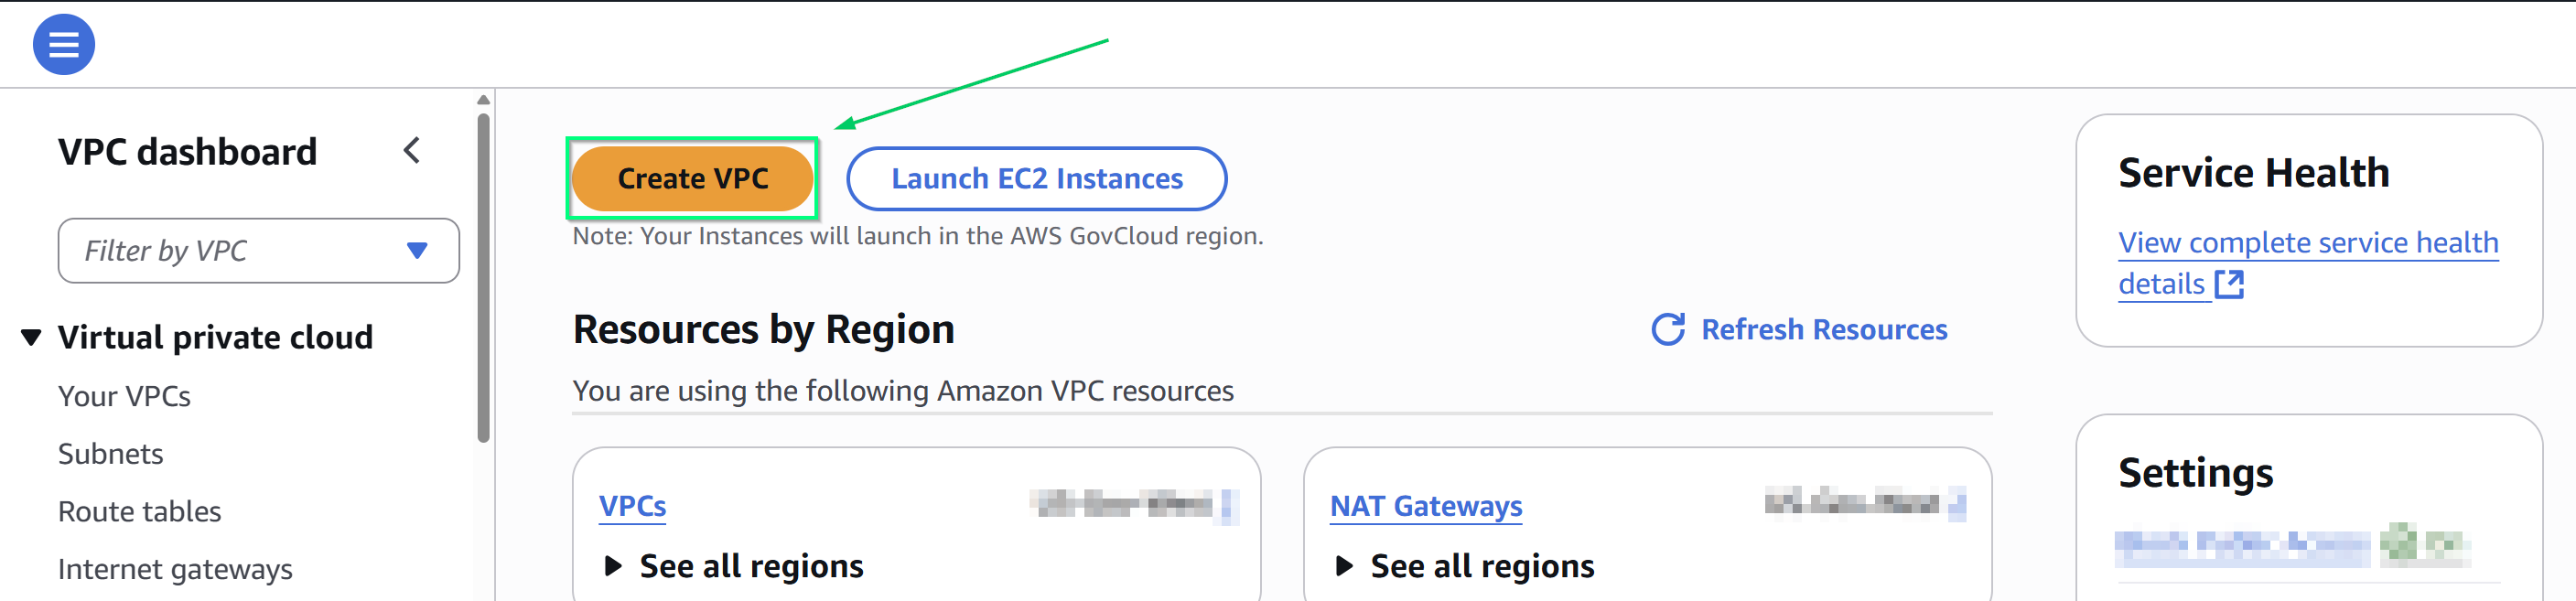 VPC dashboard
Filter by VPC
Virtual private cloud
Your VPCs
Subnets
Route tables
Internet gateways
Create VPC
Launch EC2 Instances
Note: Your Instances will launch in the AWS GovCloud region.
Resources by Region
Refresh Resources
You are using the following Amazon VPC resources
VPCs
See all regions
NAT Gateways
See all regions
Service Health
View complete service health
details
Settings